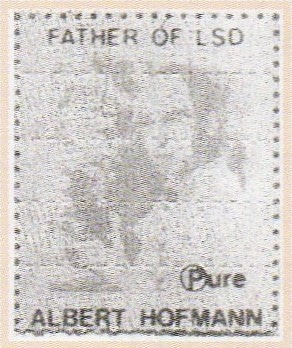 FATHER OF LSD
Pure
ALBERT HOFMANN